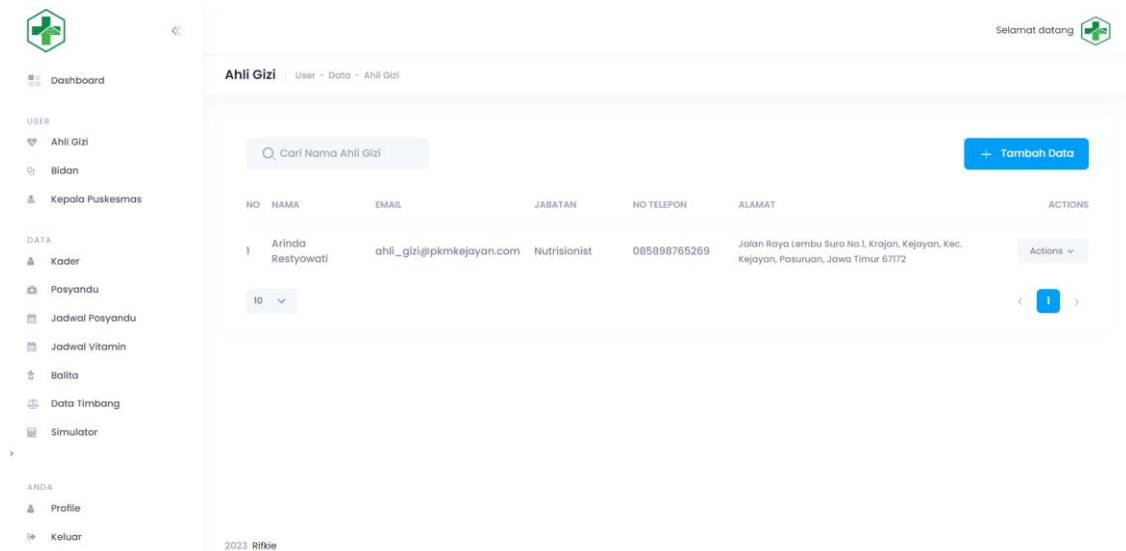 Selamat datang
Dashboard
USER
Ahli Gizi
Bidan
Kepala Puskesmas
DATA
Kader
Posyandu
Jadwal Posyandu
Jadwal Vitamin
Balita
Data Timbang
Simulator
ANDA
Profile
Keluar
Ahli Gizi User - Data - Ahli Gizi
Cari Nama Ahli Gizi
+ Tambah Data
NO NAMA EMAIL JABATAN NO TELEPON ALAMAT ACTIONS
1 Arinda Restyowati ahli_gizi@pkmkejayan.com Nutrisionist 085898765269 Jalan Raya Lembu Suro No.1, Krajan, Kejayan, Kec.
Kejayan, Pasuruan, Jawa Timur 67172 Actions
10
< 1 >
2023 Rifkie